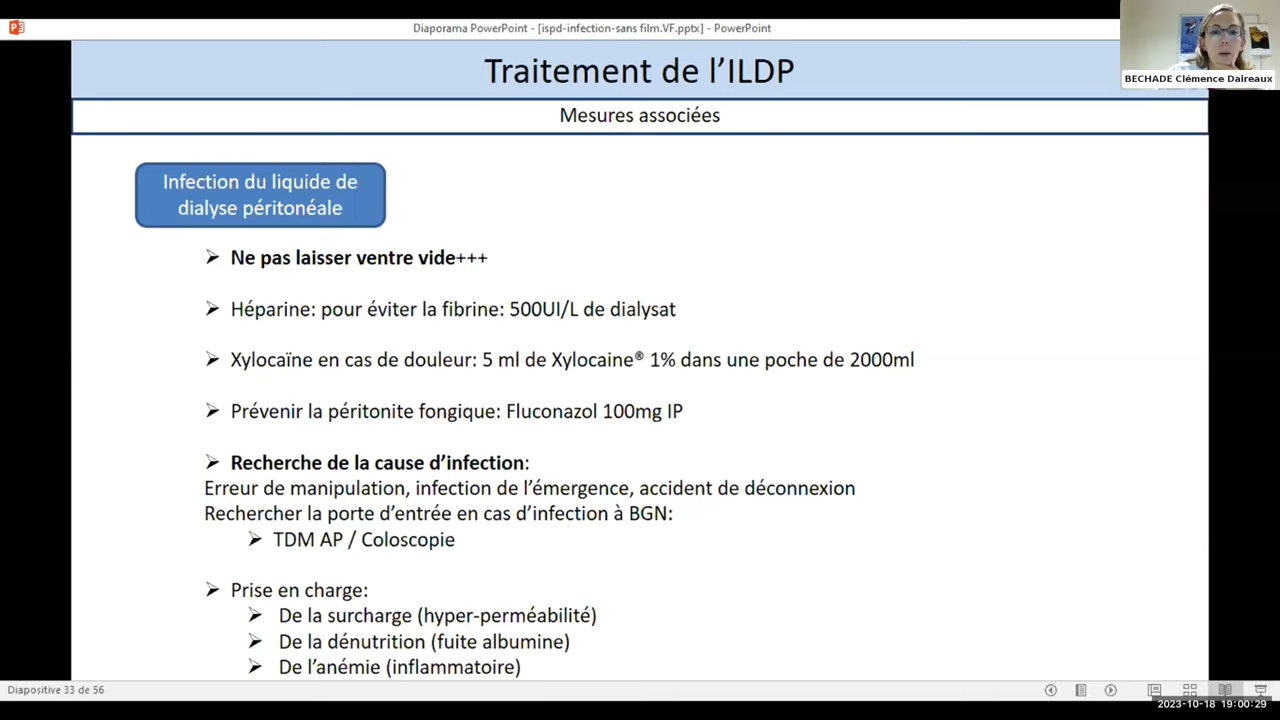 Diaporama PowerPoint - [ispd-infection-sans film.VF.pptx] - PowerPoint
BECHADE Clémence Daireaux
Traitement de l'ILDP
Mesures associées
Infection du liquide de
dialyse péritonéale
Ne pas laisser ventre vide+++
Héparine: pour éviter la fibrine: 500UI/L de dialysat
Xylocaïne en cas de douleur: 5 ml de Xylocaine® 1% dans une poche de 2000ml
Prévenir la péritonite fongique: Fluconazol 100mg IP
Recherche de la cause d'infection:
Erreur de manipulation, infection de l'émergence, accident de déconnexion
Rechercher la porte d'entrée en cas d'infection à BGN:
TDM AP / Coloscopie
Prise en charge:
De la surcharge (hyper-perméabilité)
De la dénutrition (fuite albumine)
De l'anémie (inflammatoire)
Diapositive 33 de 56
2023-10-18 19:00:29